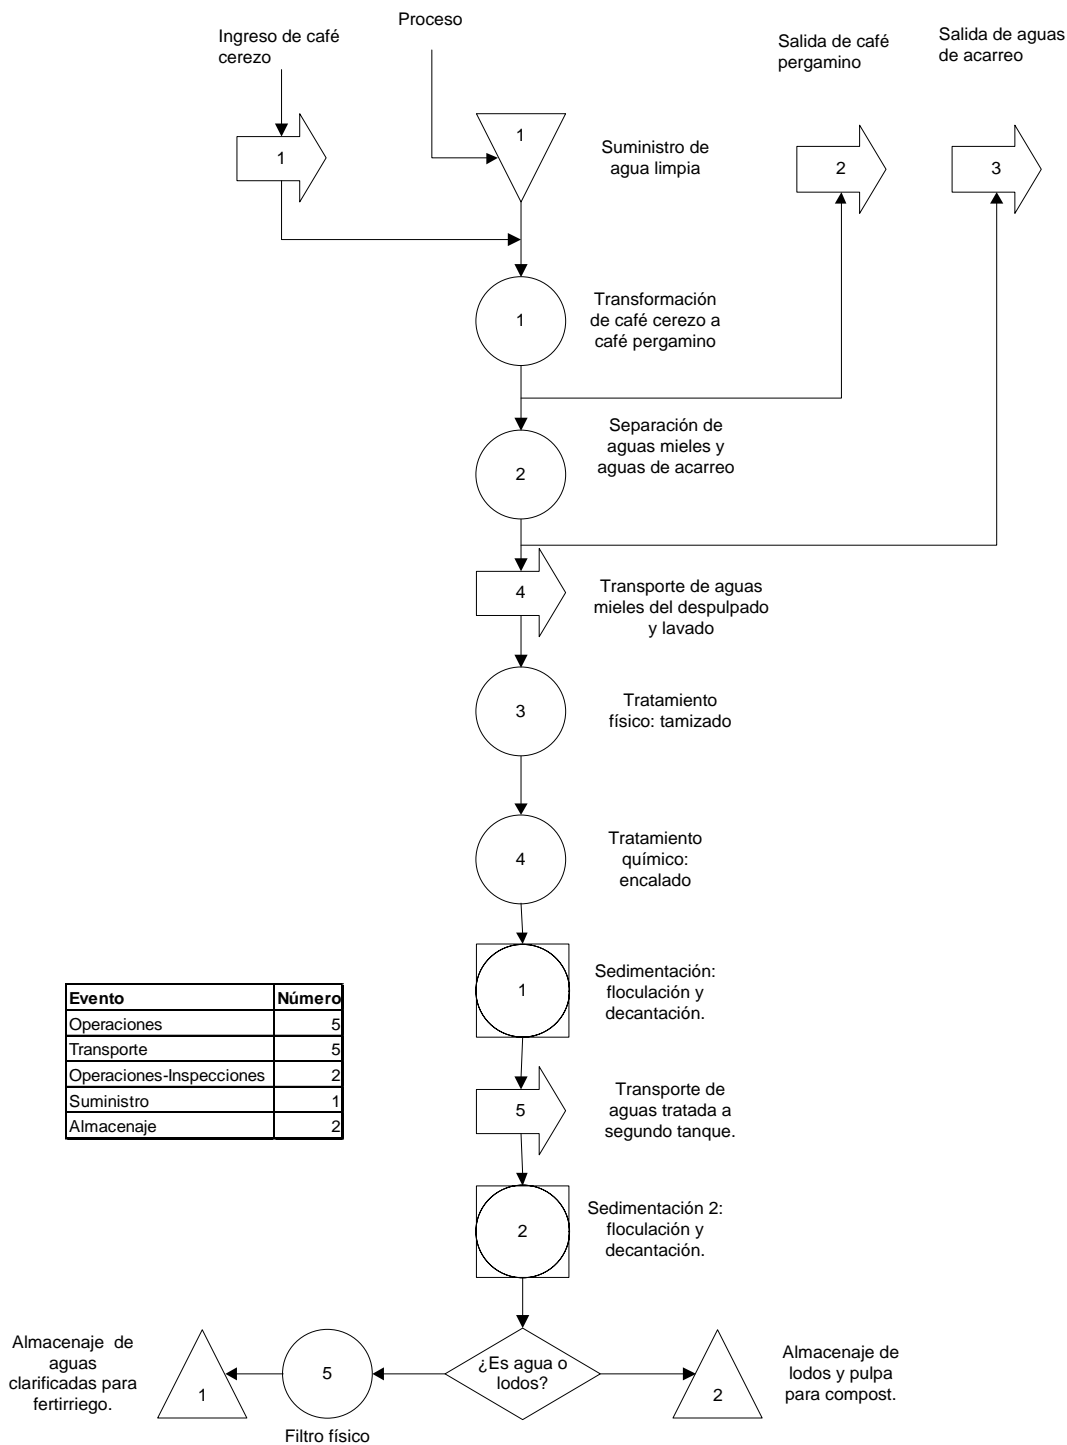 Ingreso de café
cerezo
Proceso
Salida de café
pergamino
Salida de aguas
de acarreo
1
1
Suministro de
agua limpia
2
3
1
Transformación
de café cerezo a
café pergamino
2
Separación de
aguas mieles y
aguas de acarreo
4
Transporte de aguas
mieles del despulpado
y lavado
3
Tratamiento
físico: tamizado
4
Tratamiento
químico:
encalado
1
Sedimentación:
floculación y
decantación.
Evento Número
Operaciones 5
Transporte 5
Operaciones-Inspecciones 2
Suministro 1
Almacenaje 2
5
Transporte de
aguas tratada a
segundo tanque.
2
Sedimentación 2:
floculación y
decantación.
Almacenaje de
aguas
clarificadas para
fertirriego.
1
5
Filtro físico
¿Es agua o
lodos?
2
Almacenaje de
lodos y pulpa
para compost.